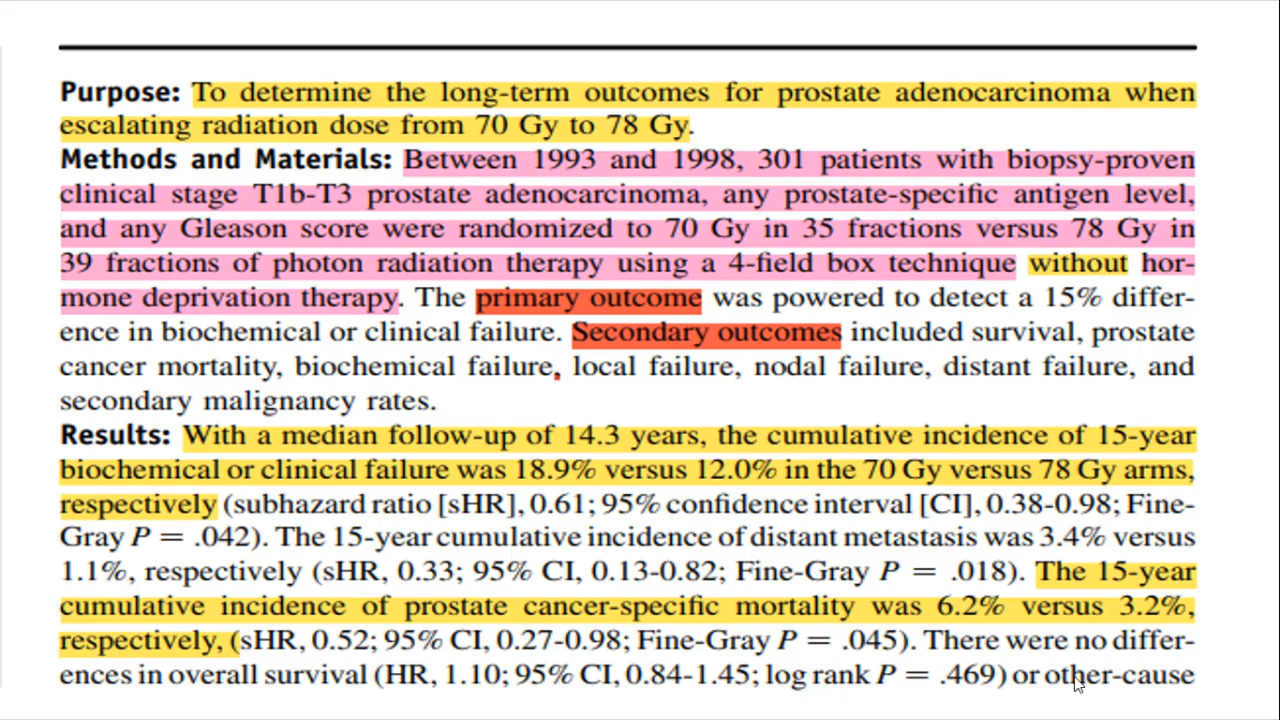 Purpose: To determine the long-term outcomes for prostate adenocarcinoma when
escalating radiation dose from 70 Gy to 78 Gy.
Methods and Materials: Between 1993 and 1998, 301 patients with biopsy-proven
clinical stage T1b-T3 prostate adenocarcinoma, any prostate-specific antigen level,
and any Gleason score were randomized to 70 Gy in 35 fractions versus 78 Gy in
39 fractions of photon radiation therapy using a 4-field box technique without hor-
mone deprivation therapy. The primary outcome was powered to detect a 15% differ-
ence in biochemical or clinical failure. Secondary outcomes included survival, prostate
cancer mortality, biochemical failure, local failure, nodal failure, distant failure, and
secondary malignancy rates.
Results: With a median follow-up of 14.3 years, the cumulative incidence of 15-year
biochemical or clinical failure was 18.9% versus 12.0% in the 70 Gy versus 78 Gy arms,
respectively (subhazard ratio [sHR], 0.61; 95% confidence interval [CI], 0.38-0.98; Fine-
Gray P = .042). The 15-year cumulative incidence of distant metastasis was 3.4% versus
1.1%, respectively (sHR, 0.33; 95% CI, 0.13-0.82; Fine-Gray P = .018). The 15-year
cumulative incidence of prostate cancer-specific mortality was 6.2% versus 3.2%,
respectively, (sHR, 0.52; 95% CI, 0.27-0.98; Fine-Gray P = .045). There were no differ-
ences in overall survival (HR, 1.10; 95% CI, 0.84-1.45; log rank P = .469) or other-cause